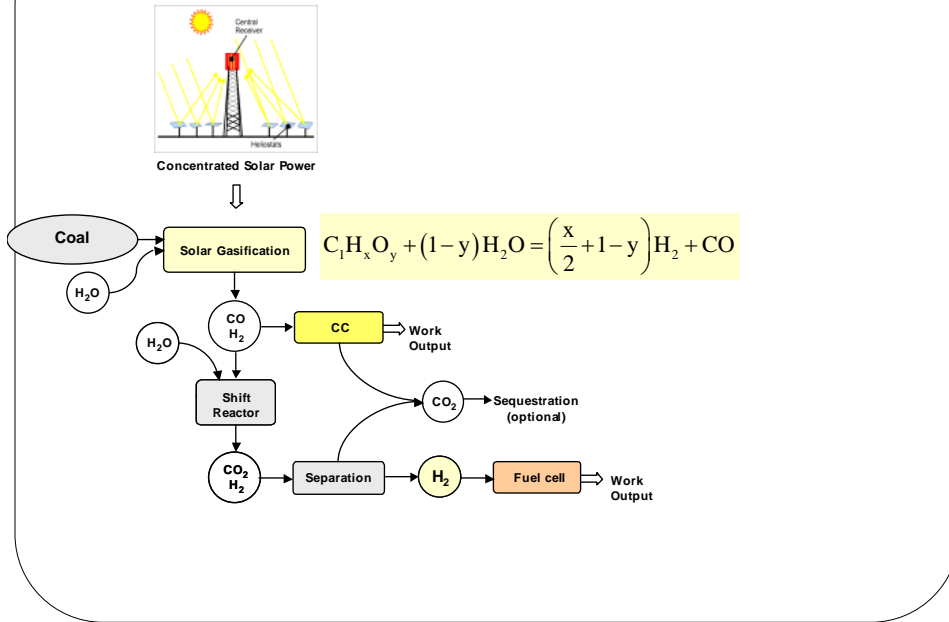 Central
Receiver
Heliostats
Concentrated Solar Power
Coal
Solar Gasification
C₁HₓOᵧ + (1 − y) H₂O = (x/2 + 1 − y) H₂ + CO
H₂O
CO
H₂
CC
Work
Output
H₂O
Shift
Reactor
CO₂
Sequestration
(optional)
CO₂
H₂
Separation
H₂
Fuel cell
Work
Output